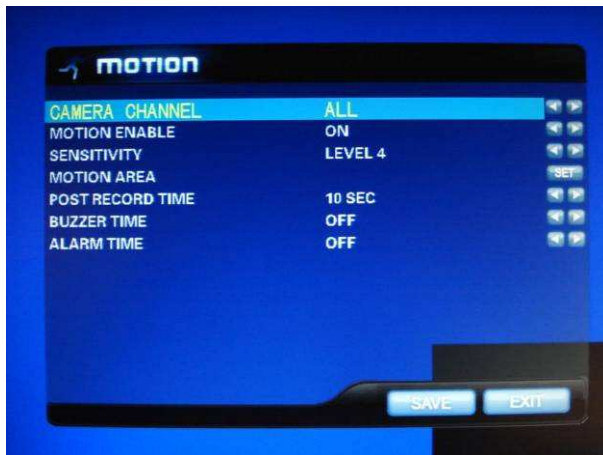 motion
CAMERA CHANNEL ALL
MOTION ENABLE ON
SENSITIVITY LEVEL 4
MOTION AREA SET
POST RECORD TIME 10 SEC
BUZZER TIME OFF
ALARM TIME OFF
SAVE EXIT